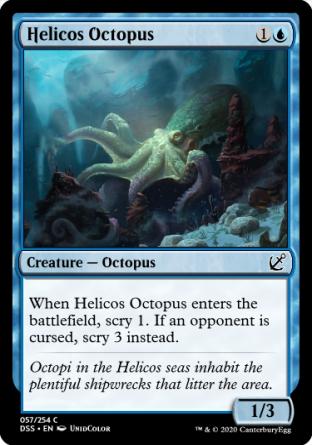 Helicos Octopus 1
Creature — Octopus
When Helicos Octopus enters the
battlefield, scry 1. If an opponent is
cursed, scry 3 instead.
Octopi in the Helicos seas inhabit the
plentiful shipwrecks that litter the area.
1/3
057/254 C
DSS • EN UnidColor
™ & © 2020 CanterburyEgg